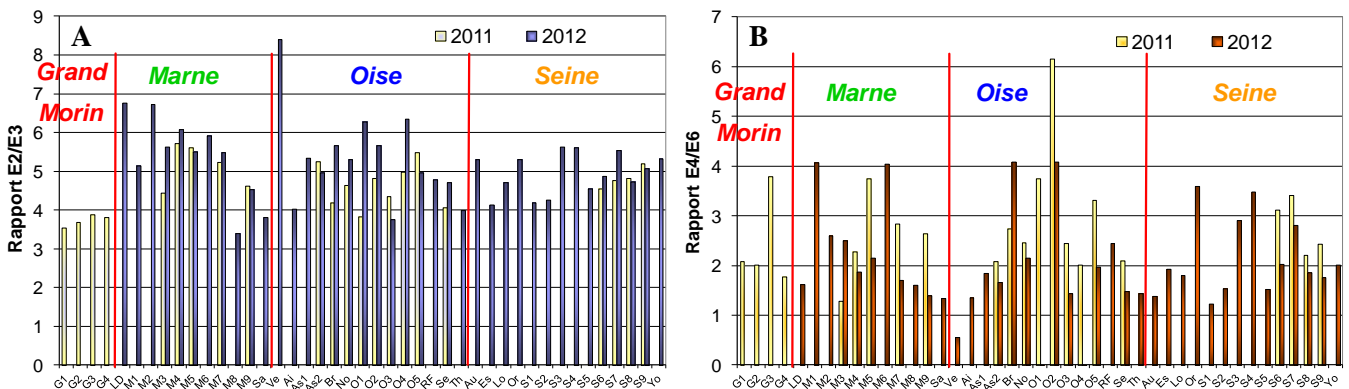 A
2011 2012
Grand
Morin
Marne
Oise
Seine
Rapport E2/E3
9
8
7
6
5
4
3
2
1
0
G1 G2 G3 G4 LD M1 M2 M3 M4 M5 M6 M7 M8 M9 Sa Ve Ai As1 As2 Br No O1 O2 O3 O4 O5 RF Se Th Au Es Lo Or S1 S2 S3 S4 S5 S6 S7 S8 S9 Yo
B
2011 2012
Grand
Morin
Marne
Oise
Seine
Rapport E4/E6
7
6
5
4
3
2
1
0
G1 G2 G3 G4 LD M1 M2 M3 M4 M5 M6 M7 M8 M9 Sa Ve Ai As1 As2 Br No O1 O2 O3 O4 O5 RF Se Th Au Es Lo Or S1 S2 S3 S4 S5 S6 S7 S8 S9 Yo